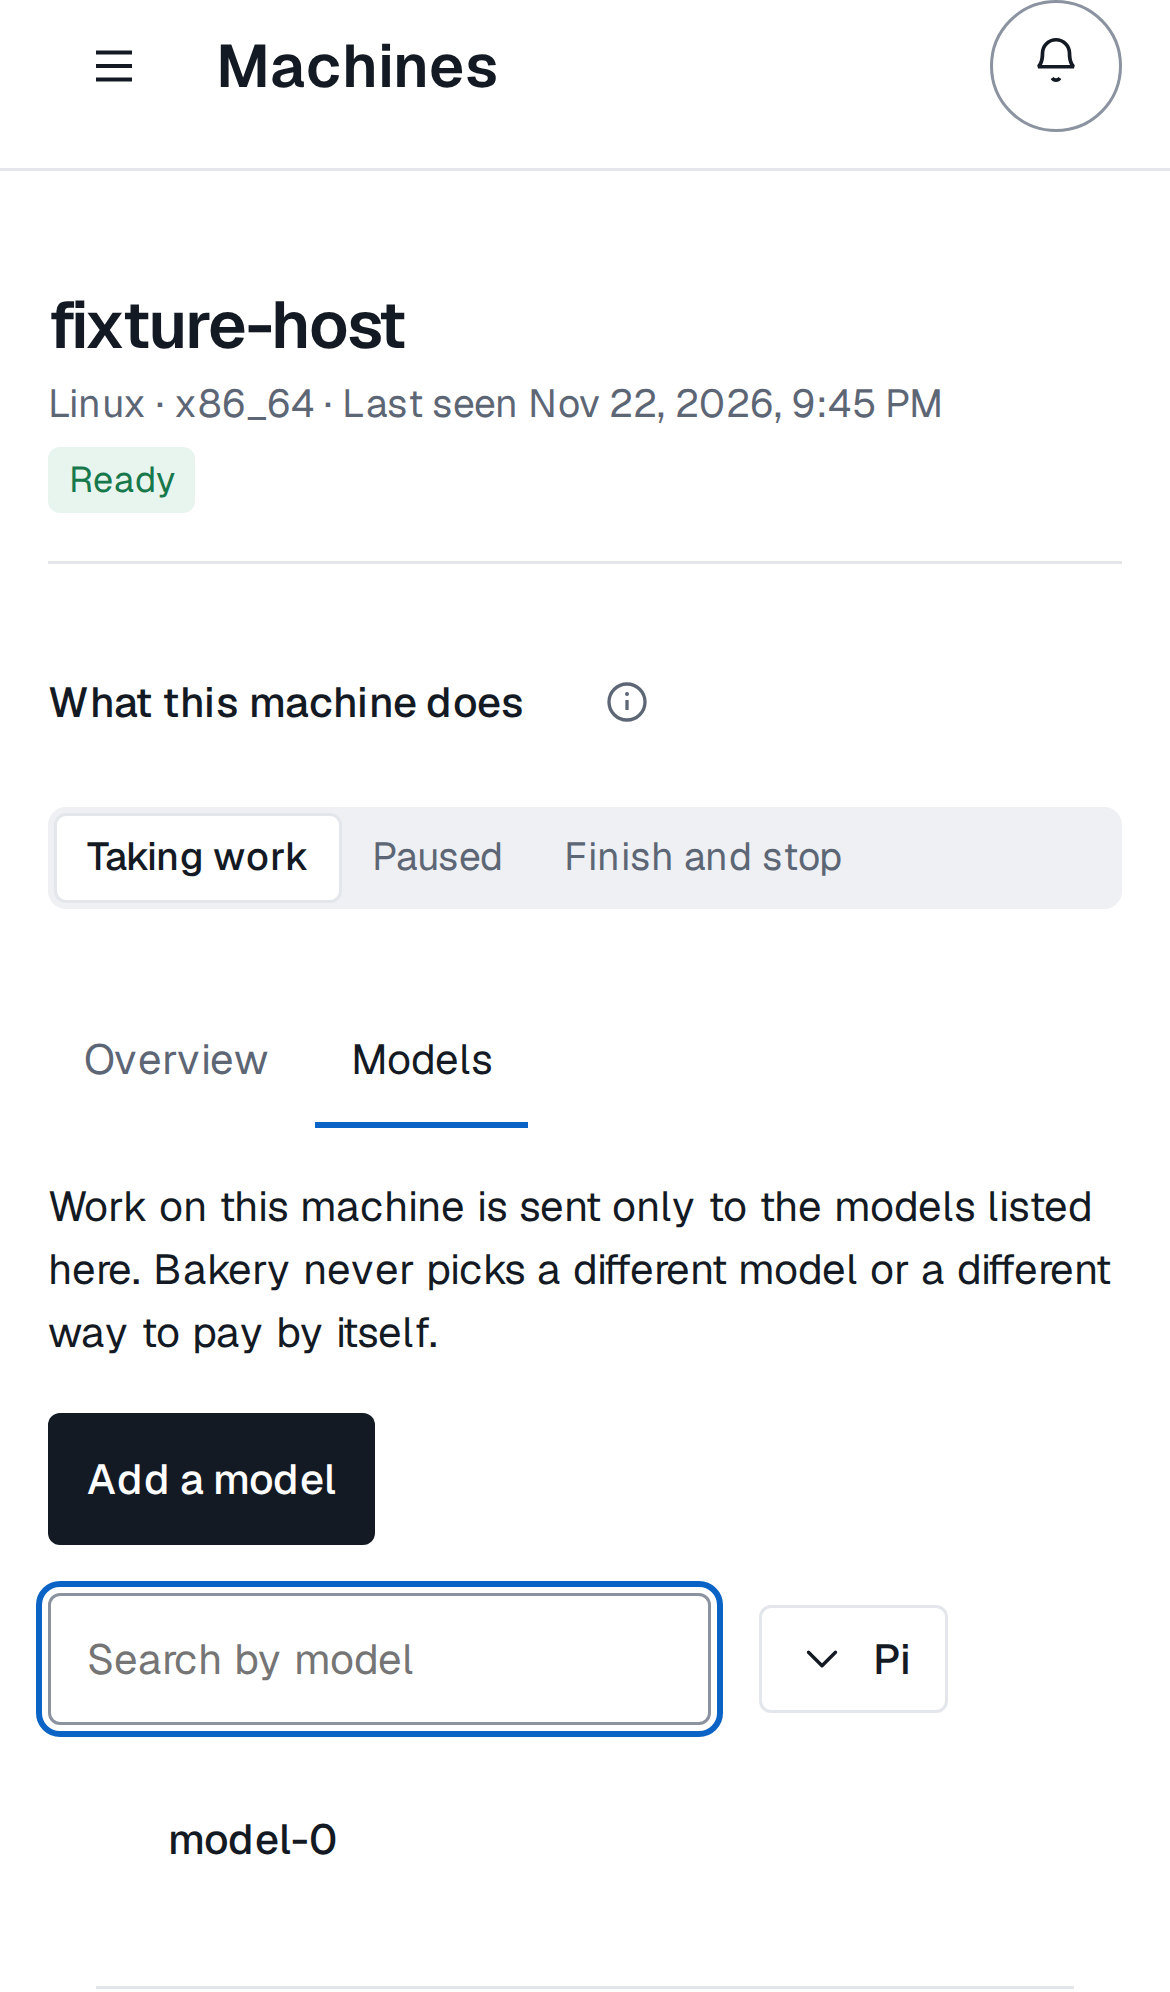 Machines
fixture-host
Linux · x86_64 · Last seen Nov 22, 2026, 9:45 PM
Ready
What this machine does
Taking work Paused Finish and stop
Overview Models
Work on this machine is sent only to the models listed
here. Bakery never picks a different model or a different
way to pay by itself.
Add a model
Search by model Pi
model-0